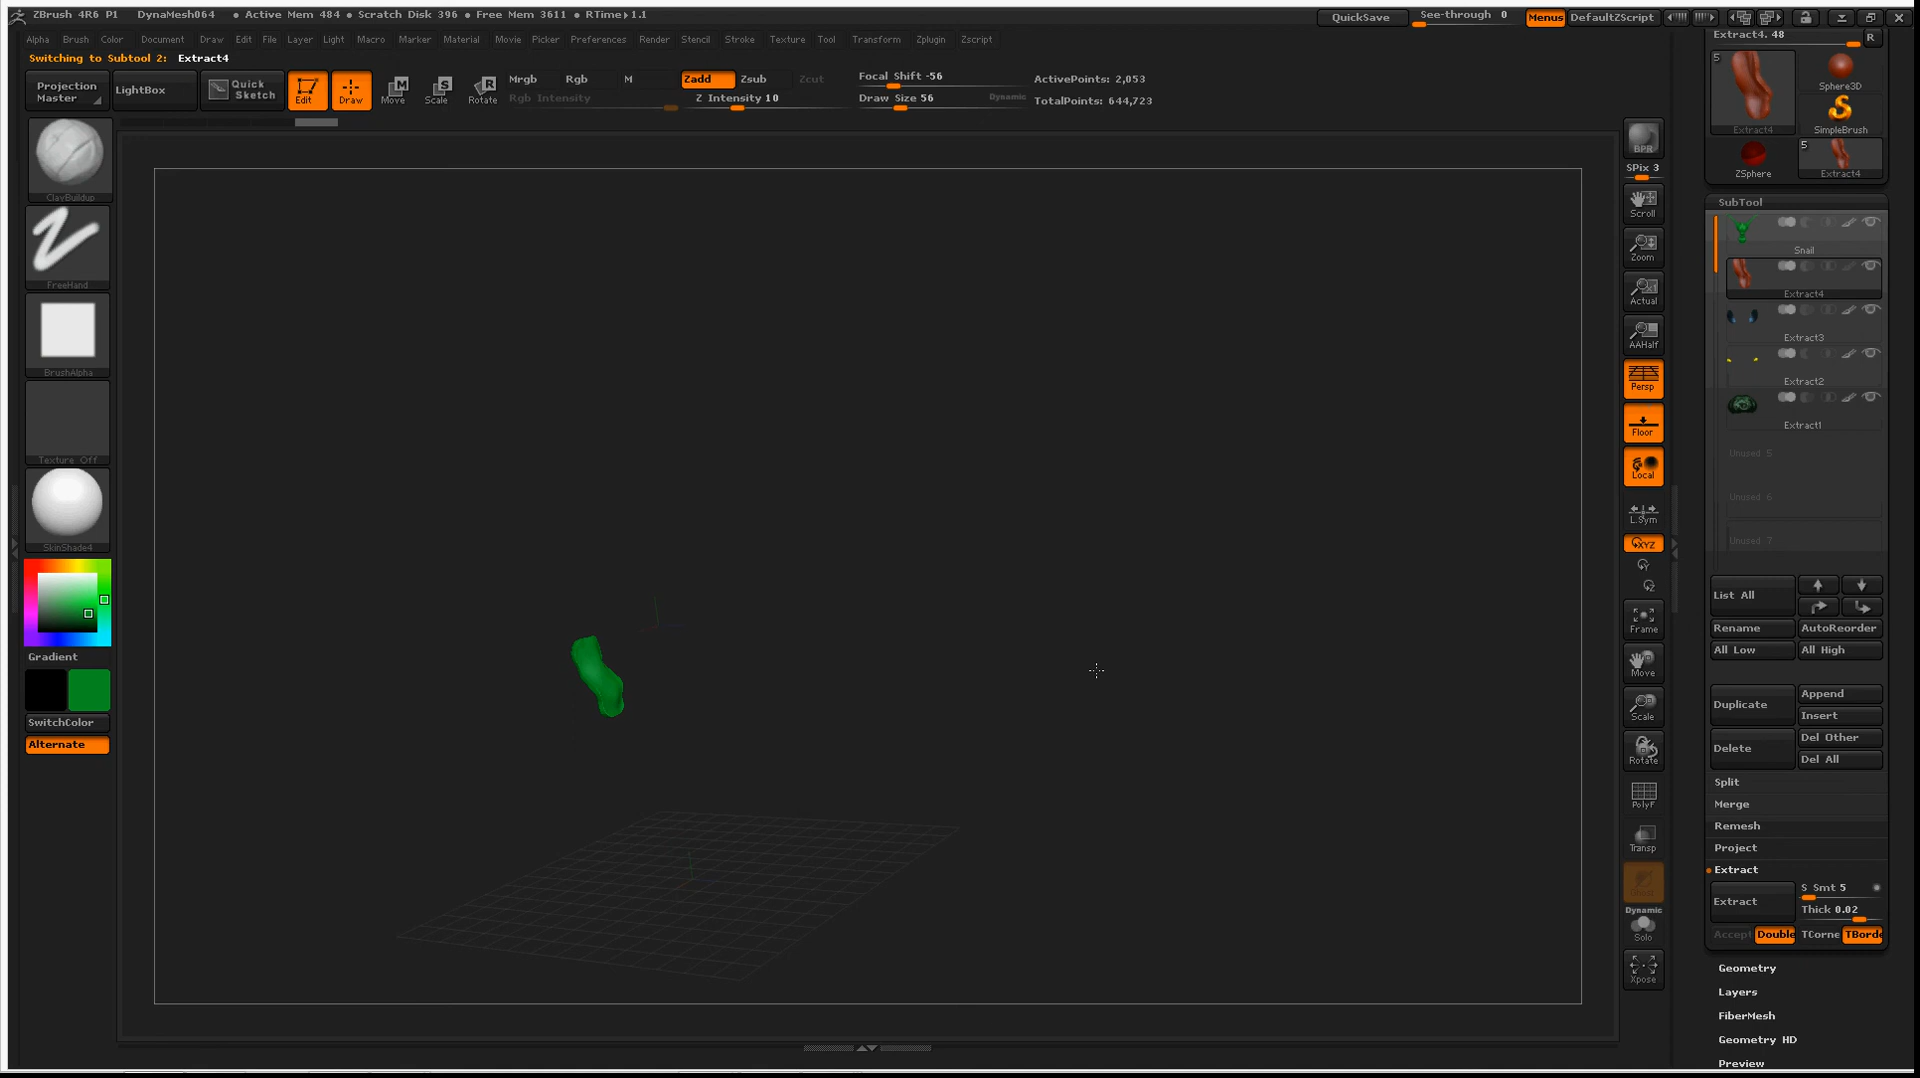 ZBrush 4R6 P1 DynaMesh064 • Active Mem 484 • Scratch Disk 396 • Free Mem 3611 • RTime▸1.1 QuickSave See-through 0 Menus DefaultZScript
Alpha Brush Color Document Draw Edit File Layer Light Macro Marker Material Movie Picker Preferences Render Stencil Stroke Texture Tool Transform Zplugin Zscript
Switching to Subtool 2: Extract4
Projection Master
LightBox
Quick Sketch
Edit
Draw
Move
Scale
Rotate
Mrgb Rgb M
Rgb Intensity
Zadd Zsub Zcut
Z Intensity 10
Focal Shift -56
Draw Size 56 Dynamic
ActivePoints: 2,053
TotalPoints: 644,723
ClayBuildup
FreeHand
BrushAlpha
Texture Off
SkinShade4
Gradient
SwitchColor
Alternate
BPR
SPix 3
Scroll
Zoom
Actual
AAHalf
Persp
Floor
Local
L.Sym
XYZ
Y
Z
Frame
Move
Scale
Rotate
PolyF
Transp
Dynamic
Solo
Xpose
Extract4. 48 R
5
Extract4
Sphere3D
SimpleBrush
ZSphere
5
Extract4
SubTool
Snail
Extract4
Extract3
Extract2
Extract1
Unused 5
Unused 6
Unused 7
List All
Rename AutoReorder
All Low All High
Duplicate Append
Insert
Delete Del Other
Del All
Split
Merge
Remesh
Project
Extract
Extract S Smt 5
Thick 0.02
Accept Double TCorne TBorde
Geometry
Layers
FiberMesh
Geometry HD
Preview